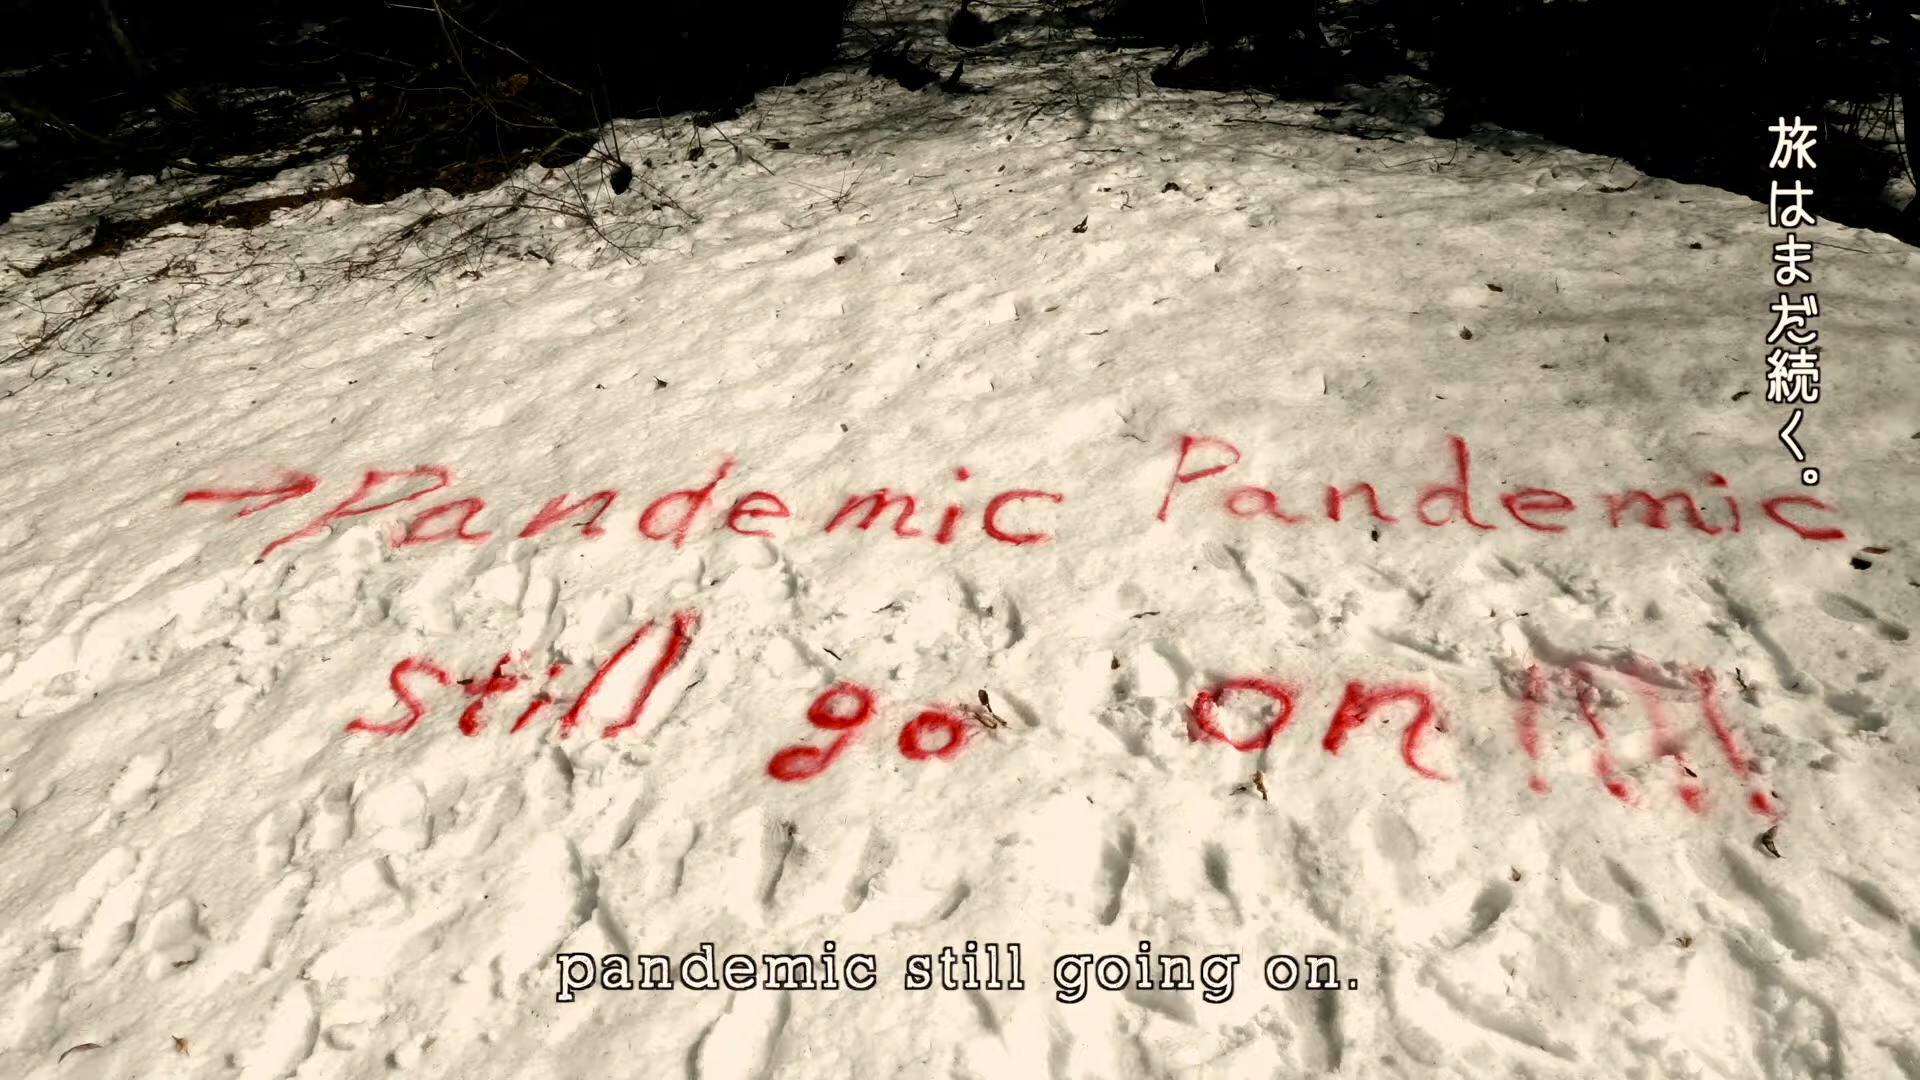 旅はまだ続く。
→Pandemic Pandemic
still go on!!!!
pandemic still going on.